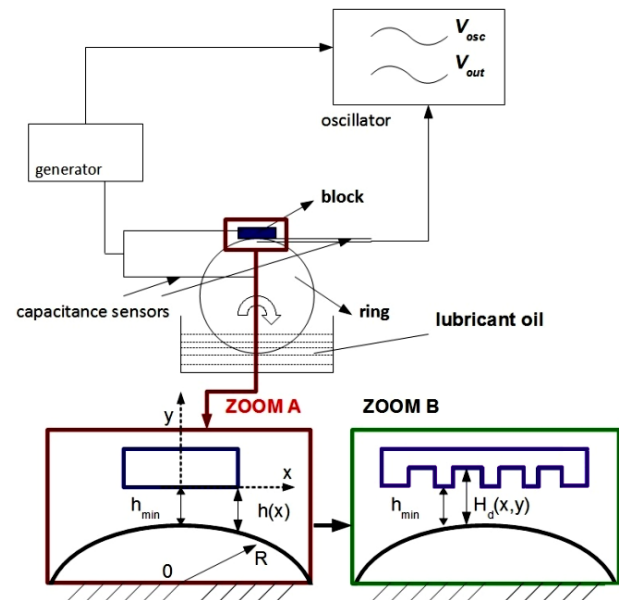 V_osc
V_out
oscillator
generator
block
capacitance sensors
ring
lubricant oil
ZOOM A
ZOOM B
y
x
h_min
h(x)
0
R
h_min
H_d(x,y)